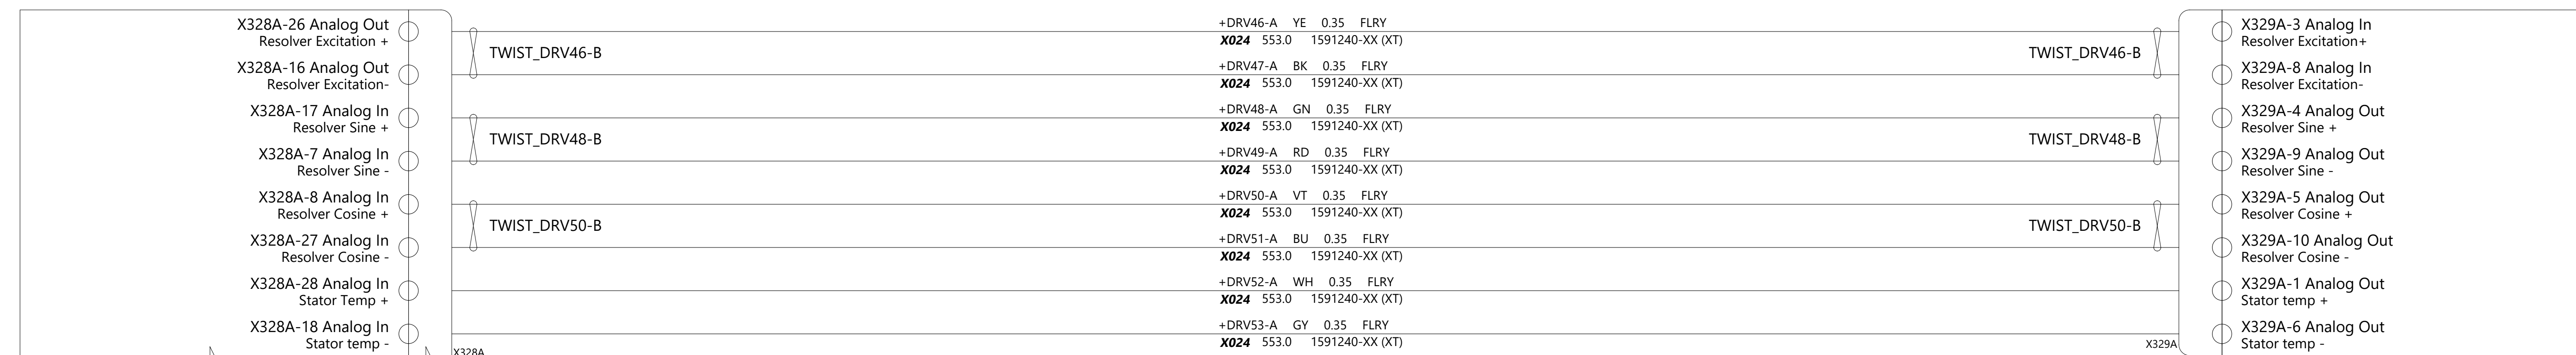 X328A-26 Analog Out
Resolver Excitation +
X328A-16 Analog Out
Resolver Excitation-
X328A-17 Analog In
Resolver Sine +
X328A-7 Analog In
Resolver Sine -
X328A-8 Analog In
Resolver Cosine +
X328A-27 Analog In
Resolver Cosine -
X328A-28 Analog In
Stator Temp +
X328A-18 Analog In
Stator temp -
X328A
TWIST_DRV46-B
TWIST_DRV48-B
TWIST_DRV50-B
+DRV46-A YE 0.35 FLRY
X024 553.0 1591240-XX (XT)
+DRV47-A BK 0.35 FLRY
X024 553.0 1591240-XX (XT)
+DRV48-A GN 0.35 FLRY
X024 553.0 1591240-XX (XT)
+DRV49-A RD 0.35 FLRY
X024 553.0 1591240-XX (XT)
+DRV50-A VT 0.35 FLRY
X024 553.0 1591240-XX (XT)
+DRV51-A BU 0.35 FLRY
X024 553.0 1591240-XX (XT)
+DRV52-A WH 0.35 FLRY
X024 553.0 1591240-XX (XT)
+DRV53-A GY 0.35 FLRY
X024 553.0 1591240-XX (XT)
TWIST_DRV46-B
TWIST_DRV48-B
TWIST_DRV50-B
X329A
X329A-3 Analog In
Resolver Excitation+
X329A-8 Analog In
Resolver Excitation-
X329A-4 Analog Out
Resolver Sine +
X329A-9 Analog Out
Resolver Sine -
X329A-5 Analog Out
Resolver Cosine +
X329A-10 Analog Out
Resolver Cosine -
X329A-1 Analog Out
Stator temp +
X329A-6 Analog Out
Stator temp -